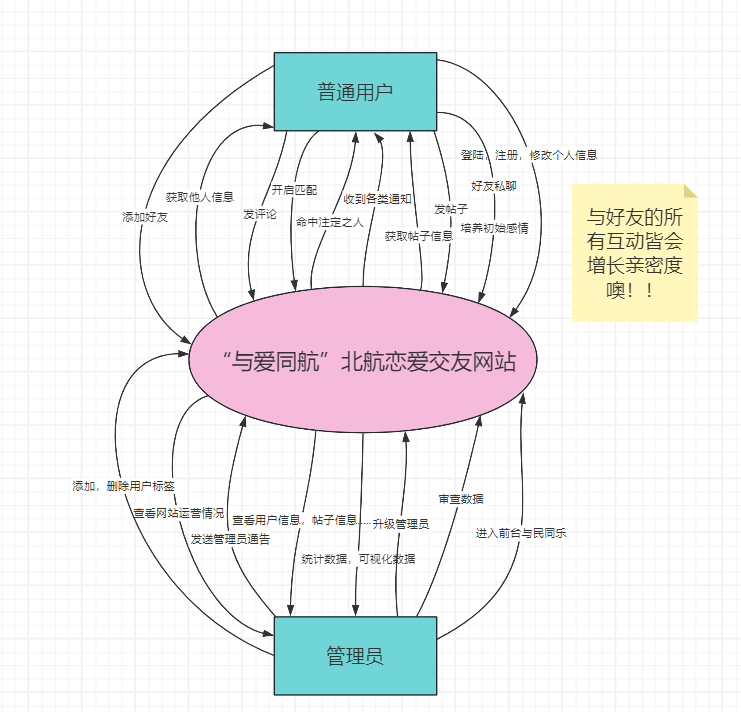 普通用户
登陆，注册，修改个人信息
好友私聊
开启匹配
获取他人信息
收到各类通知
发帖子
发评论
添加好友
命中注定之人
培养初始感情
获取帖子信息
与好友的所
有互动皆会
增长亲密度
噢！！
“与爱同航”北航恋爱交友网站
添加，删除用户标签
审查数据
查看网站运营情况
查看用户信息，帖子信息......
升级管理员
进入前台与民同乐
发送管理员通告
统计数据，可视化数据
管理员